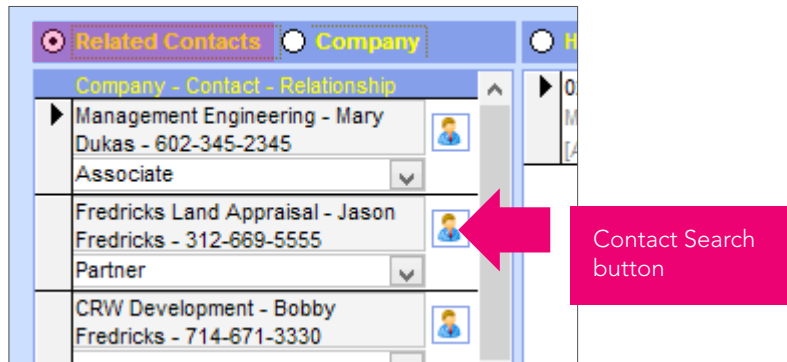 Related Contacts Company
Company - Contact - Relationship
Management Engineering - Mary
Dukas - 602-345-2345
Associate
Fredricks Land Appraisal - Jason
Fredricks - 312-669-5555
Partner
CRW Development - Bobby
Fredricks - 714-671-3330
Contact Search
button